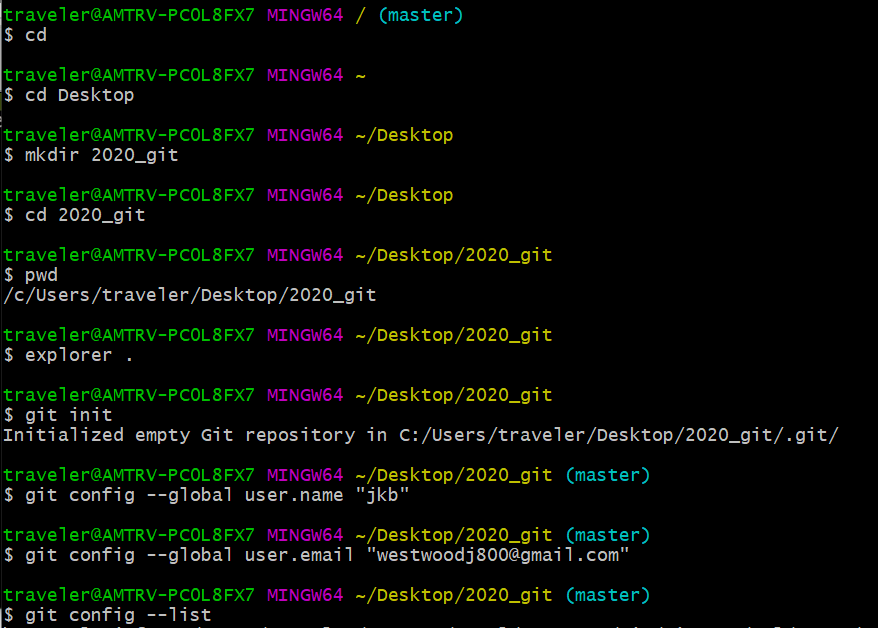 traveler@AMTRV-PC0L8FX7 MINGW64 / (master)
$ cd
traveler@AMTRV-PC0L8FX7 MINGW64 ~
$ cd Desktop
traveler@AMTRV-PC0L8FX7 MINGW64 ~/Desktop
$ mkdir 2020_git
traveler@AMTRV-PC0L8FX7 MINGW64 ~/Desktop
$ cd 2020_git
traveler@AMTRV-PC0L8FX7 MINGW64 ~/Desktop/2020_git
$ pwd
/c/Users/traveler/Desktop/2020_git
traveler@AMTRV-PC0L8FX7 MINGW64 ~/Desktop/2020_git
$ explorer .
traveler@AMTRV-PC0L8FX7 MINGW64 ~/Desktop/2020_git
$ git init
Initialized empty Git repository in C:/Users/traveler/Desktop/2020_git/.git/
traveler@AMTRV-PC0L8FX7 MINGW64 ~/Desktop/2020_git (master)
$ git config --global user.name "jkb"
traveler@AMTRV-PC0L8FX7 MINGW64 ~/Desktop/2020_git (master)
$ git config --global user.email "westwoodj800@gmail.com"
traveler@AMTRV-PC0L8FX7 MINGW64 ~/Desktop/2020_git (master)
$ git config --list